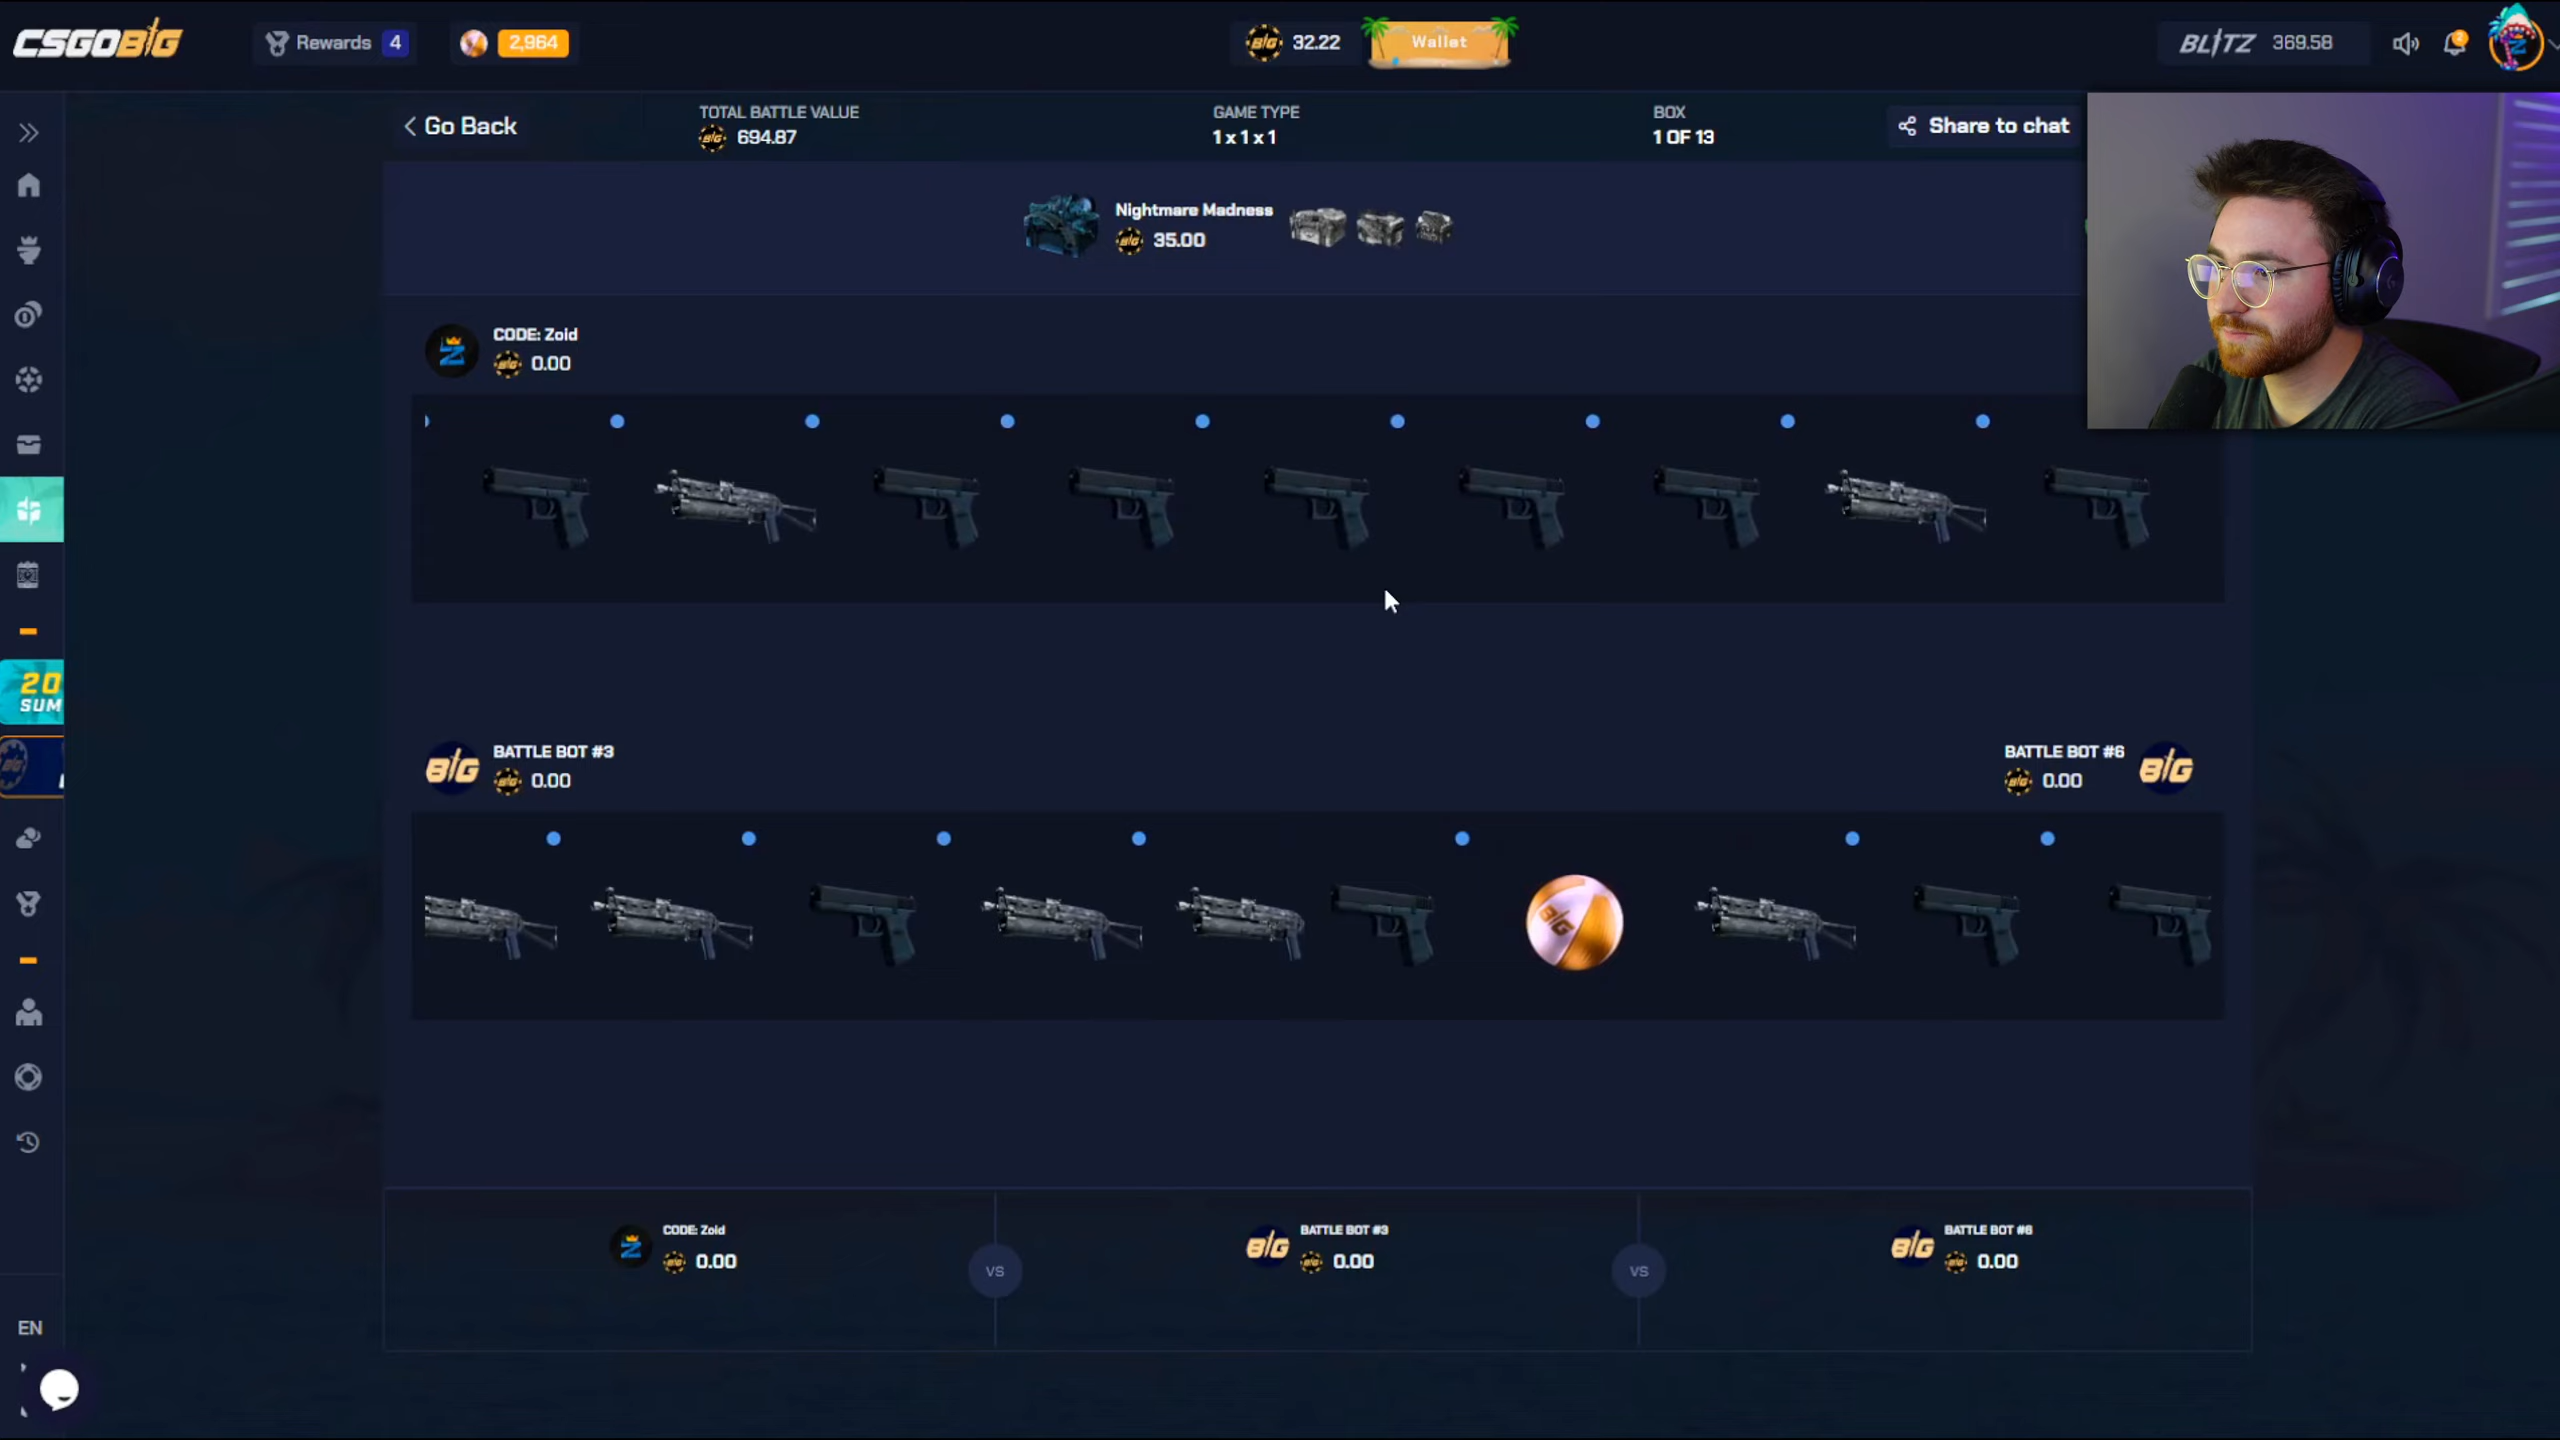 CSGOBIG
Rewards 4
2,964
32.22
Wallet
BLITZ 369.58
Go Back
TOTAL BATTLE VALUE
694.87
GAME TYPE
1 x 1 x 1
BOX
1 OF 13
Share to chat
Nightmare Madness
35.00
CODE: Zoid
0.00
20
SUM
BATTLE BOT #3
0.00
BATTLE BOT #6
0.00
CODE: Zoid
0.00
VS
BATTLE BOT #3
0.00
VS
BATTLE BOT #6
0.00
EN